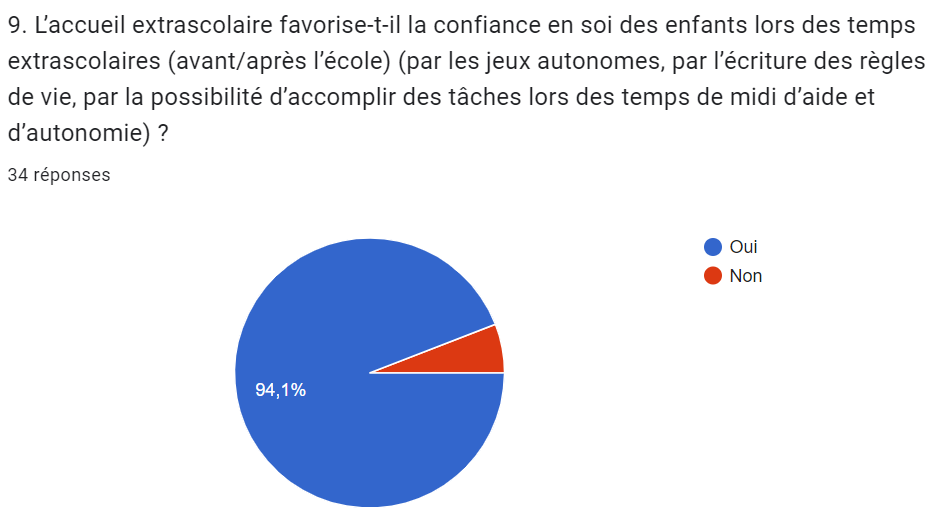 9. L’accueil extrascolaire favorise-t-il la confiance en soi des enfants lors des temps
extrascolaires (avant/après l’école) (par les jeux autonomes, par l’écriture des règles
de vie, par la possibilité d’accomplir des tâches lors des temps de midi d’aide et
d’autonomie) ?
34 réponses
Oui
Non
94,1%